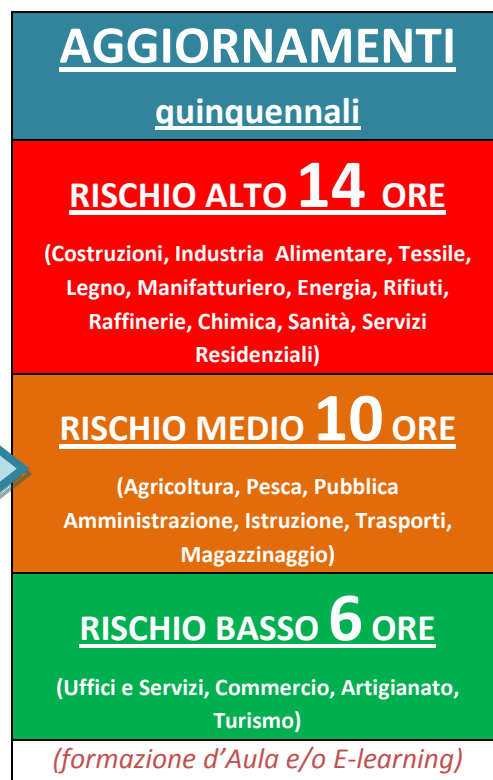 AGGIORNAMENTI
quinquennali
RISCHIO ALTO 14 ORE
(Costruzioni, Industria Alimentare, Tessile,
Legno, Manifatturiero, Energia, Rifiuti,
Raffinerie, Chimica, Sanità, Servizi
Residenziali)
RISCHIO MEDIO 10 ORE
(Agricoltura, Pesca, Pubblica
Amministrazione, Istruzione, Trasporti,
Magazzinaggio)
RISCHIO BASSO 6 ORE
(Uffici e Servizi, Commercio, Artigianato,
Turismo)
(formazione d’Aula e/o E-learning)